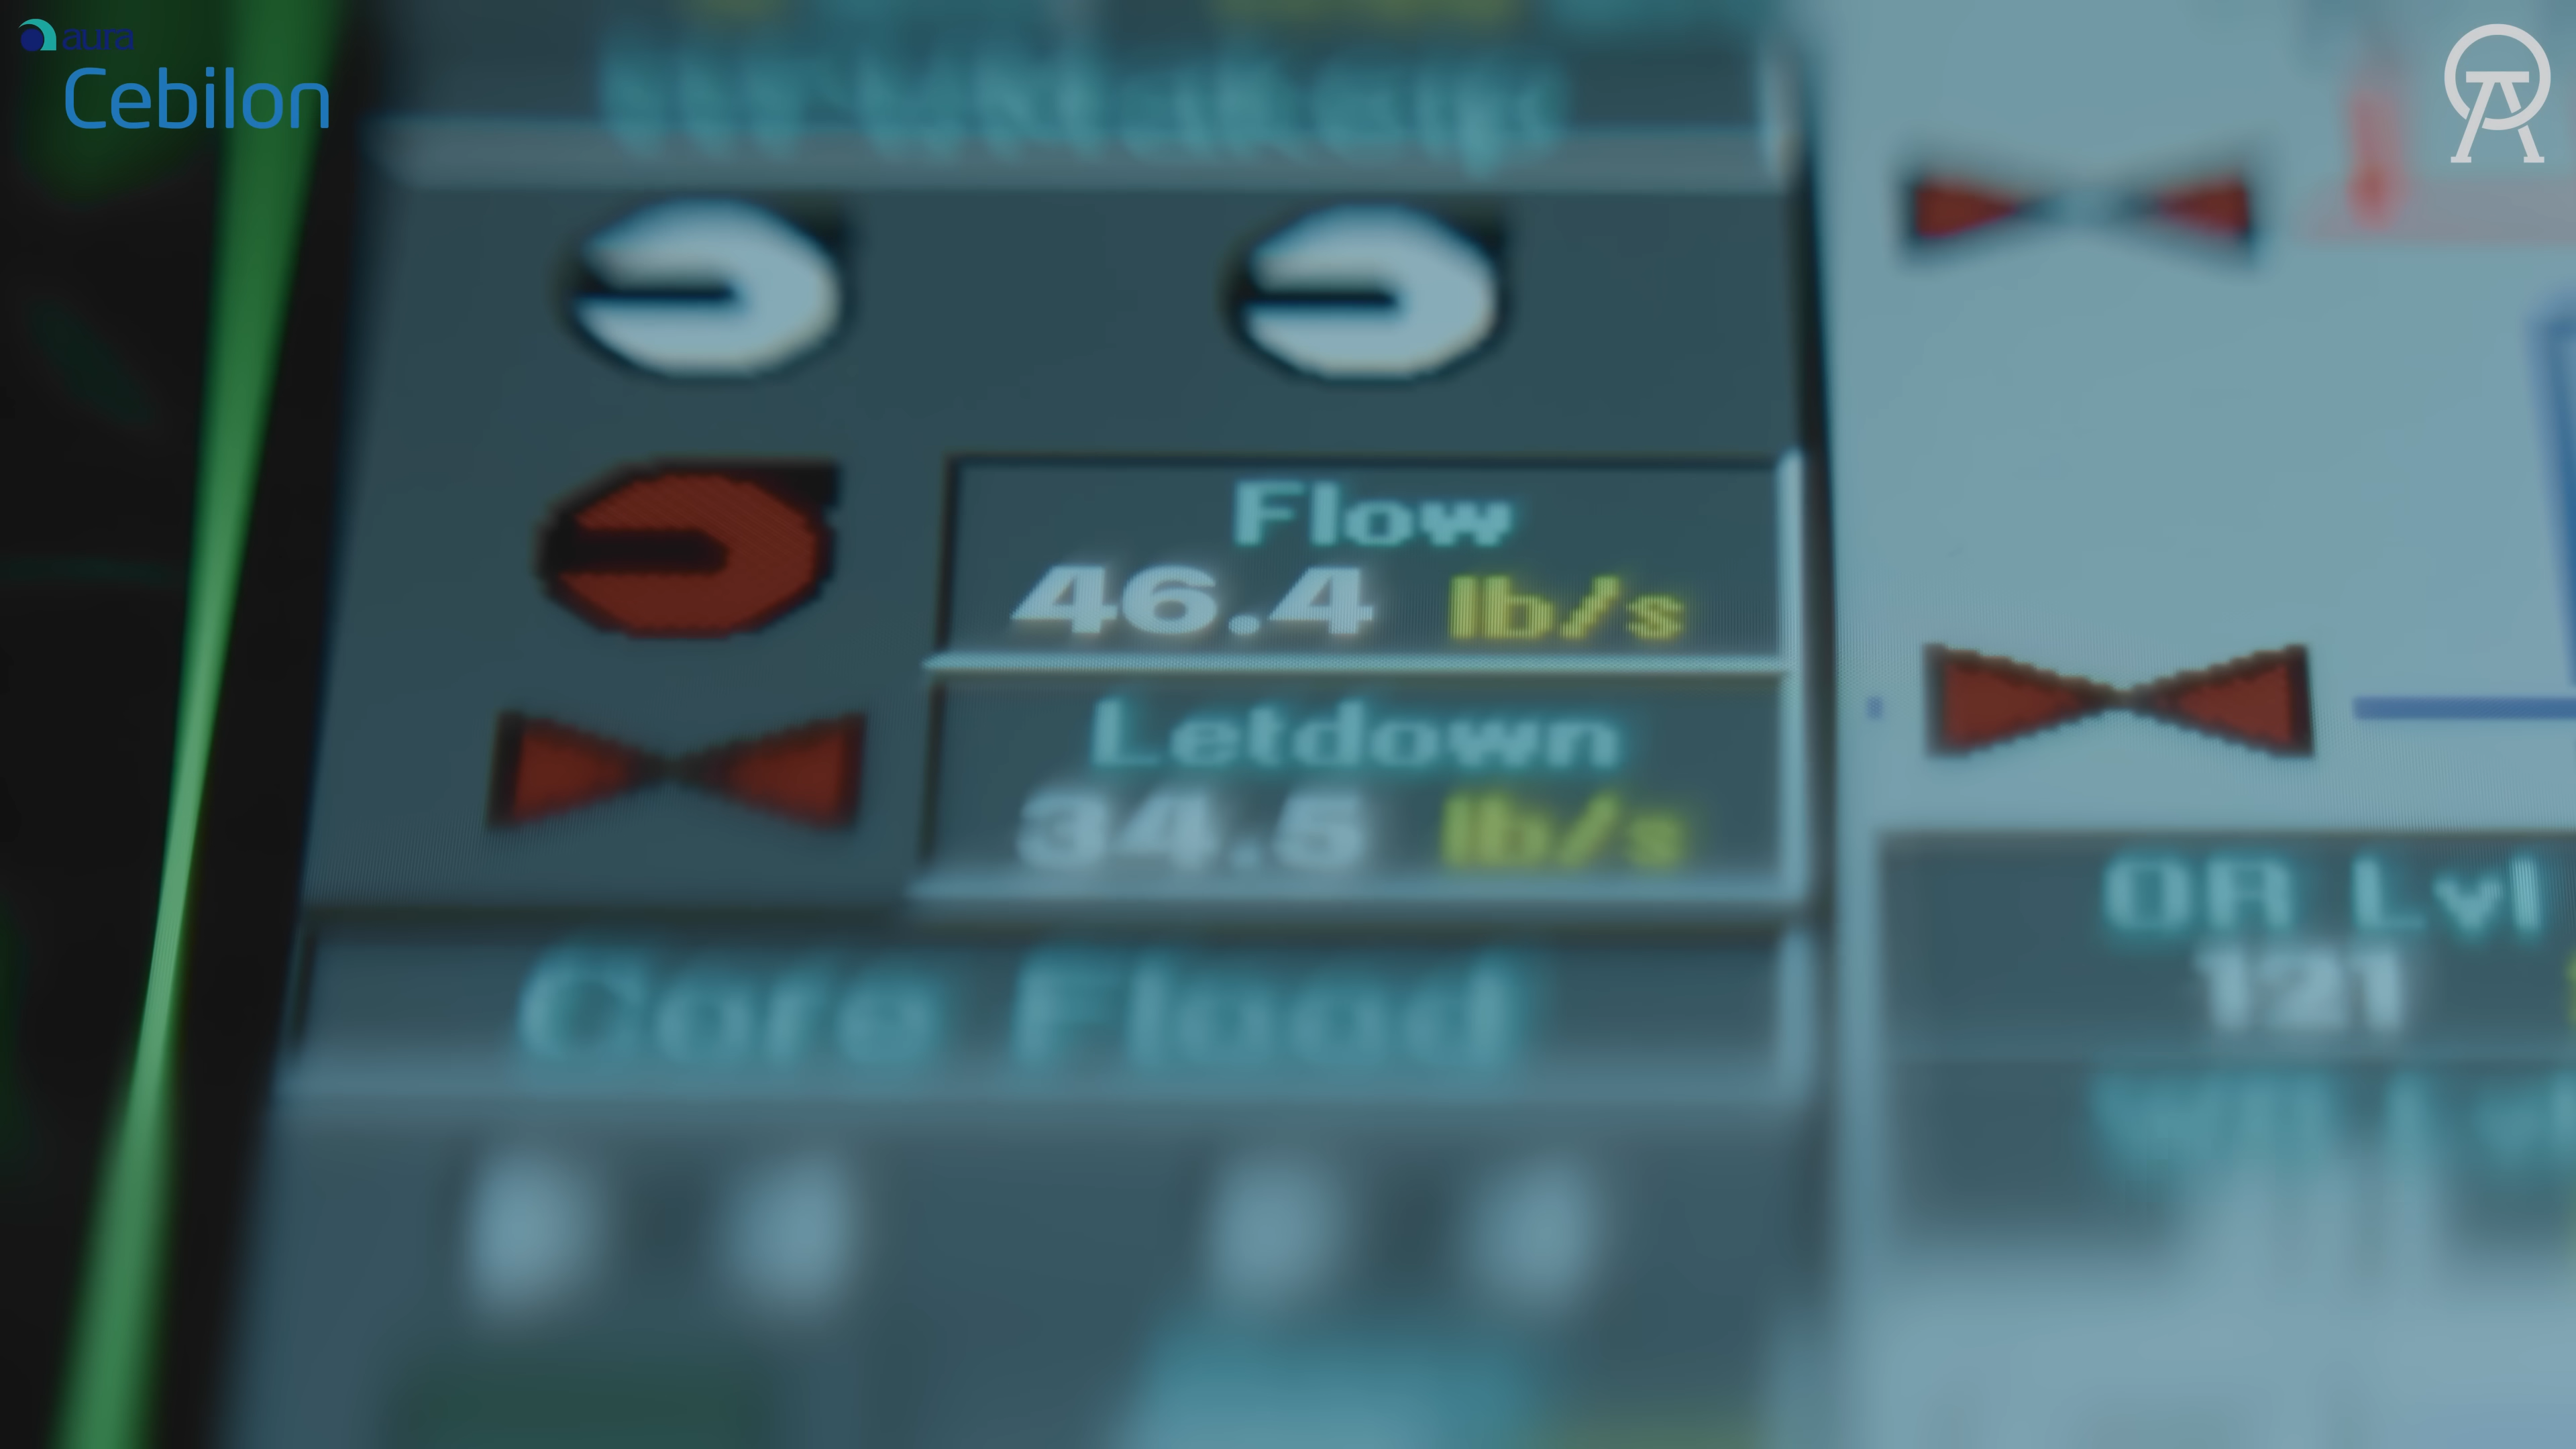 aura
Cebilon
Flow
46.4 lb/s
Letdown
34.5 lb/s
Core Flood
OR Lvl
121